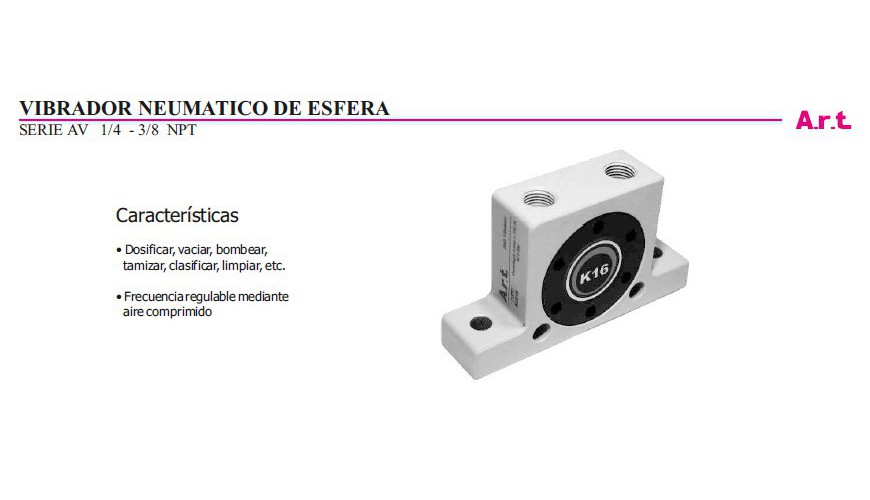 VIBRADOR NEUMATICO DE ESFERA
SERIE AV 1/4 - 3/8 NPT
A.r.t.
Características
• Dosificar, vaciar, bombear,
tamizar, clasificar, limpiar, etc.
• Frecuencia regulable mediante
aire comprimido
A.r.t
K16